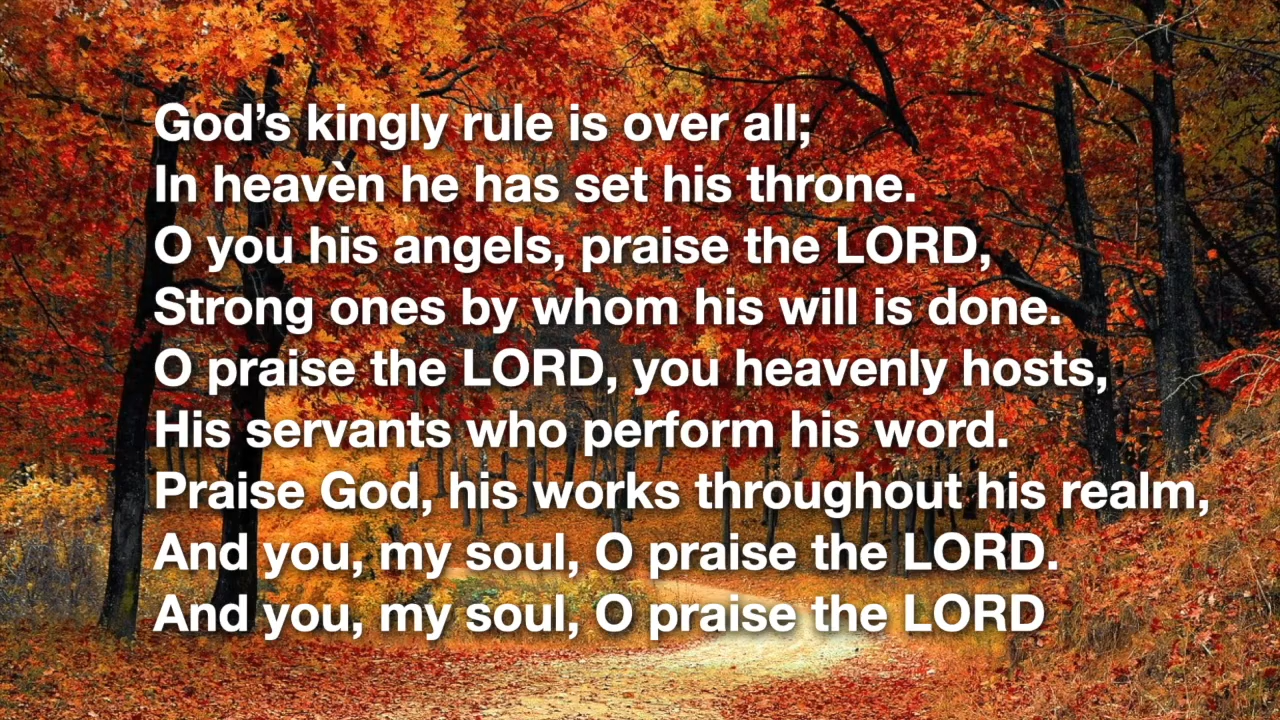 God’s kingly rule is over all;
In heavèn he has set his throne.
O you his angels, praise the LORD,
Strong ones by whom his will is done.
O praise the LORD, you heavenly hosts,
His servants who perform his word.
Praise God, his works throughout his realm,
And you, my soul, O praise the LORD.
And you, my soul, O praise the LORD